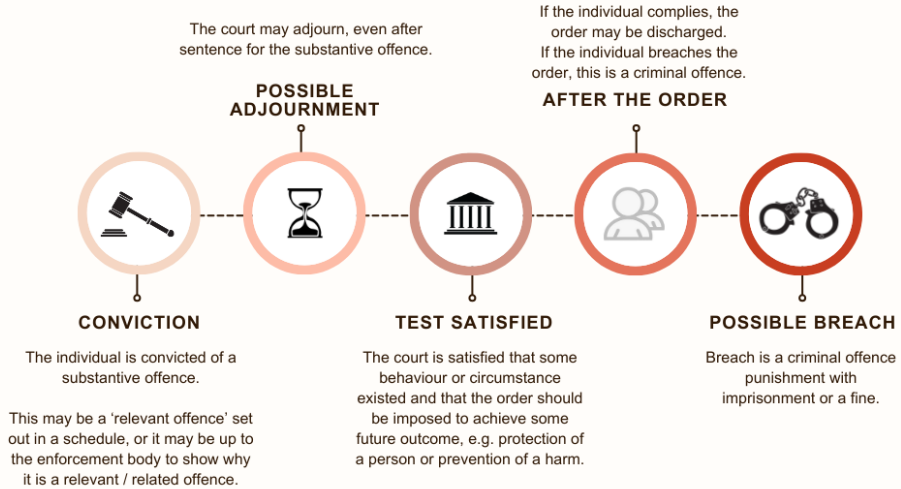 The court may adjourn, even after
sentence for the substantive offence.
POSSIBLE
ADJOURNMENT
If the individual complies, the
order may be discharged.
If the individual breaches the
order, this is a criminal offence.
AFTER THE ORDER
CONVICTION
The individual is convicted of a
substantive offence.
This may be a ‘relevant offence’ set
out in a schedule, or it may be up to
the enforcement body to show why
it is a relevant / related offence.
TEST SATISFIED
The court is satisfied that some
behaviour or circumstance
existed and that the order should
be imposed to achieve some
future outcome, e.g. protection of
a person or prevention of a harm.
POSSIBLE BREACH
Breach is a criminal offence
punishment with
imprisonment or a fine.